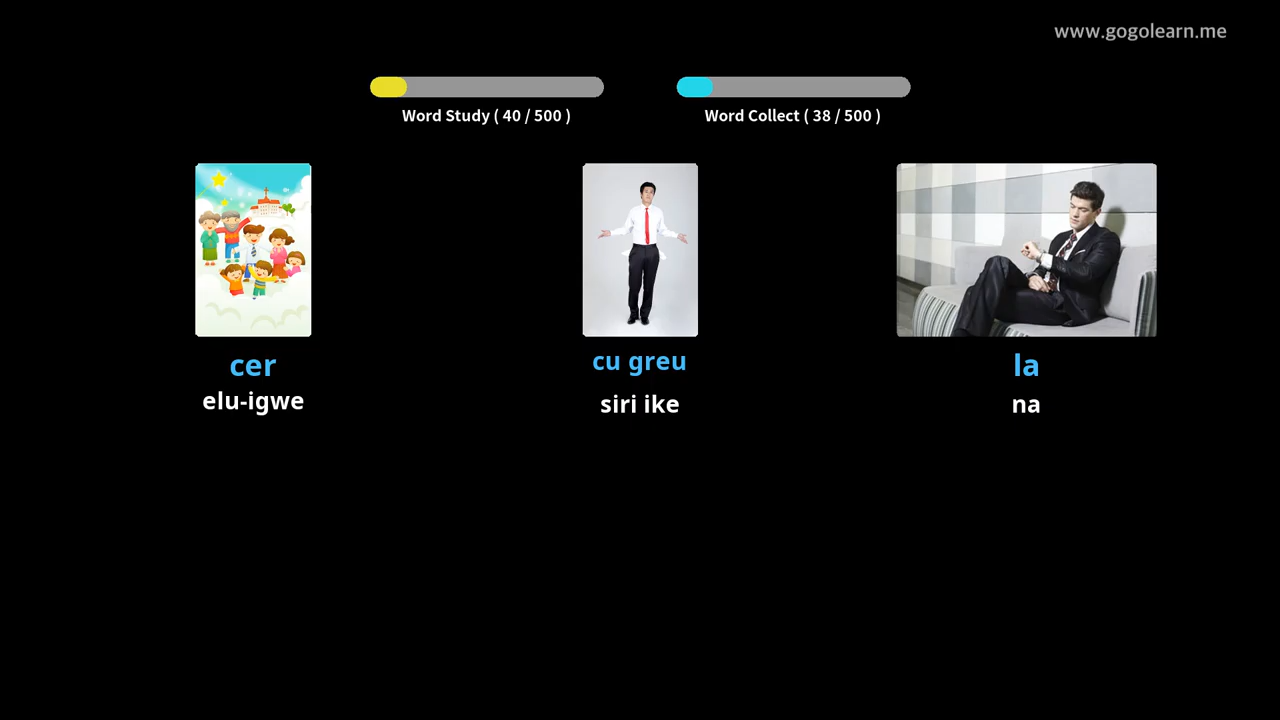 www.gogolearn.me
Word Study ( 40 / 500 )
Word Collect ( 38 / 500 )
cer
elu-igwe
cu greu
siri ike
la
na